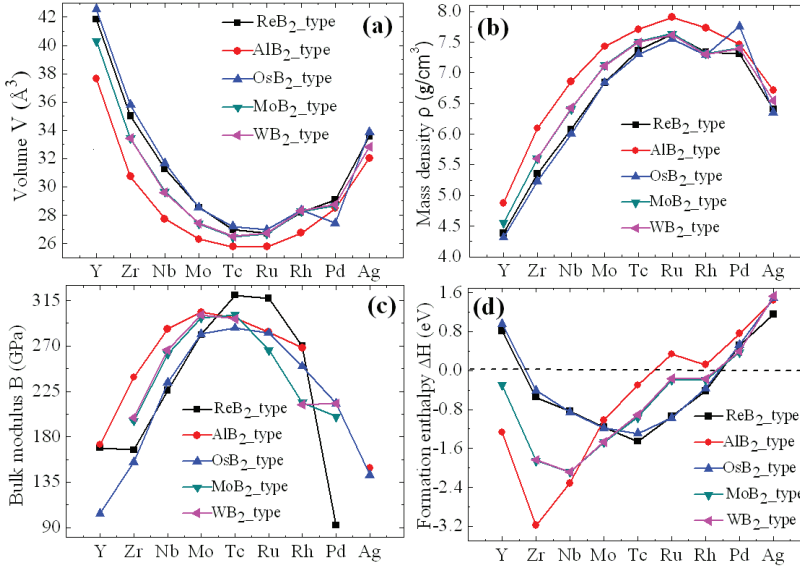 (a)
Volume V (Å³)
42
40
38
36
34
32
30
28
26
ReB₂_type
AlB₂_type
OsB₂_type
MoB₂_type
WB₂_type
Y Zr Nb Mo Tc Ru Rh Pd Ag
(b)
Mass density ρ (g/cm³)
8.0
7.5
7.0
6.5
6.0
5.5
5.0
4.5
4.0
ReB₂_type
AlB₂_type
OsB₂_type
MoB₂_type
WB₂_type
Y Zr Nb Mo Tc Ru Rh Pd Ag
(c)
Bulk modulus B (GPa)
315
270
225
180
135
90
ReB₂_type
AlB₂_type
OsB₂_type
MoB₂_type
WB₂_type
Y Zr Nb Mo Tc Ru Rh Pd Ag
(d)
Formation enthalpy ΔH (eV)
1.6
0.8
0.0
-0.8
-1.6
-2.4
-3.2
ReB₂_type
AlB₂_type
OsB₂_type
MoB₂_type
WB₂_type
Y Zr Nb Mo Tc Ru Rh Pd Ag